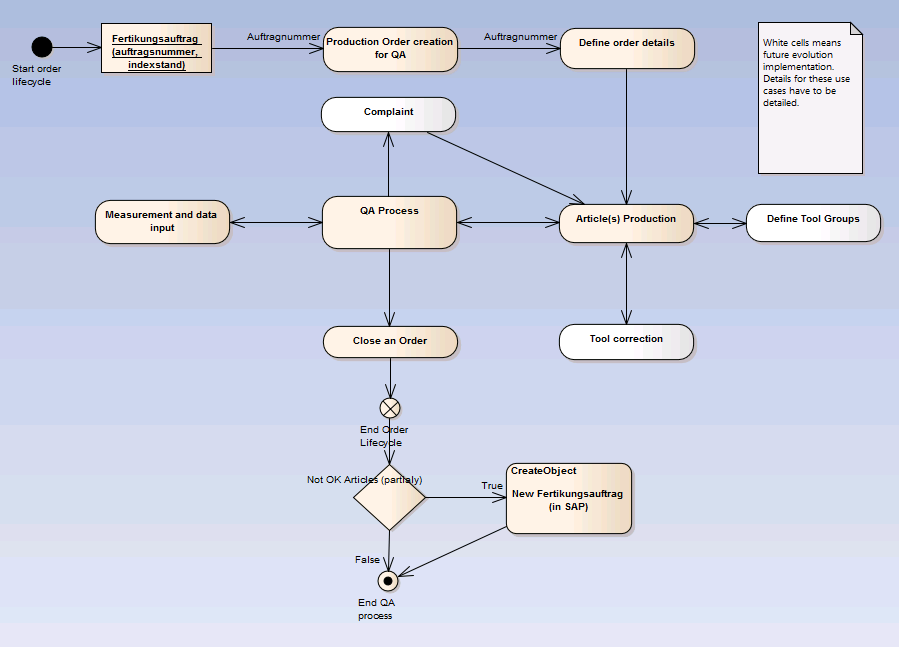 Start order
lifecycle
Fertikungsauftrag
(auftragsnummer,
indexstand)
Auftragnummer
Production Order creation
for QA
Auftragnummer
Define order details
White cells means
future evolution
implementation.
Details for these use
cases have to be
detailed.
Complaint
Measurement and data
input
QA Process
Article(s) Production
Define Tool Groups
Close an Order
Tool correction
End Order
Lifecycle
Not OK Articles (partialy)
True
CreateObject
New Fertikungsauftrag
(in SAP)
False
End QA
process